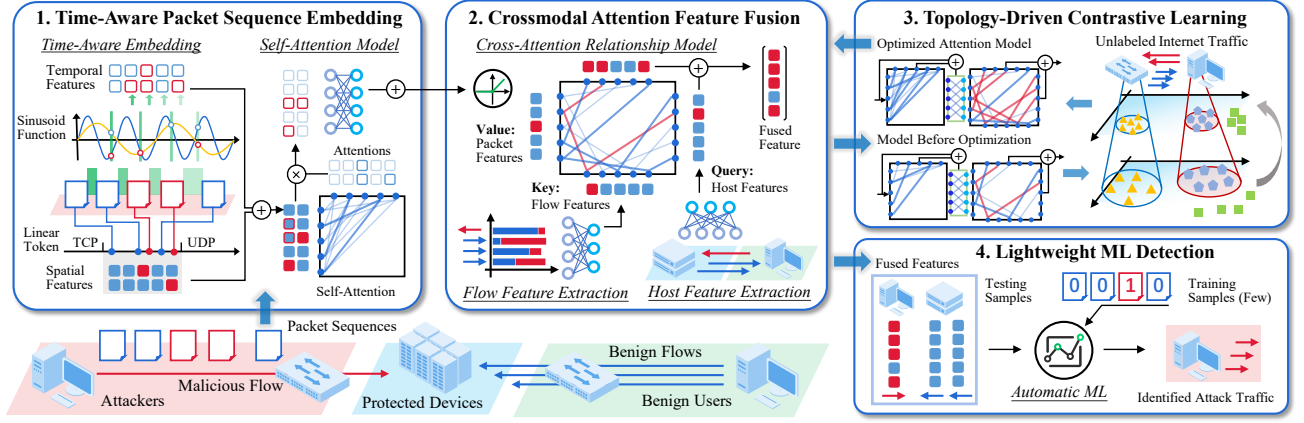 1. Time-Aware Packet Sequence Embedding
Time-Aware Embedding
Self-Attention Model
Temporal
Features
Sinusoid
Function
Attentions
Linear
Token
TCP
UDP
Spatial
Features
Self-Attention
2. Crossmodal Attention Feature Fusion
Cross-Attention Relationship Model
Value:
Packet
Features
Fused
Feature
Key:
Flow Features
Query:
Host Features
Flow Feature Extraction
Host Feature Extraction
3. Topology-Driven Contrastive Learning
Optimized Attention Model
Unlabeled Internet Traffic
Model Before Optimization
4. Lightweight ML Detection
Fused Features
Testing
Samples
0 0 1 0
Training
Samples (Few)
Automatic ML
Identified Attack Traffic
Packet Sequences
Malicious Flow
Attackers
Protected Devices
Benign Flows
Benign Users